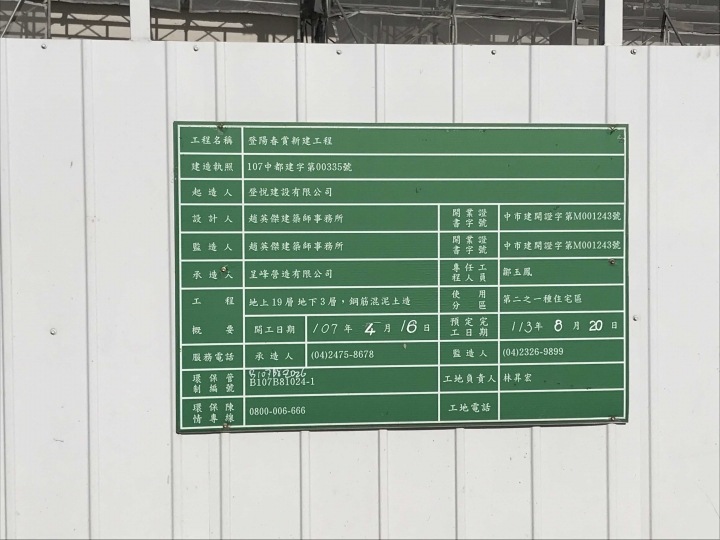 工程名稱 登陽春賞新建工程
建造執照 107中都建字第00335號
起造人 登悅建設有限公司
設計人 趙英傑建築師事務所 開業證書字號 中市建開證字第M001243號
監造人 趙英傑建築師事務所 開業證書字號 中市建開證字第M001243號
承造人 呈峰營造有限公司 專任工程人員 鄒玉鳳
工程概要 地上19層地下3層，鋼筋混泥土造 使用分區 第二之一種住宅區
開工日期 107年4月16日 預定完工日期 113年8月20日
服務電話 承造人 (04)2475-8678 監造人 (04)2326-9899
環保管制編號 B107B81024-1 工地負責人 林昇宏
環保陳情專線 0800-006-666 工地電話